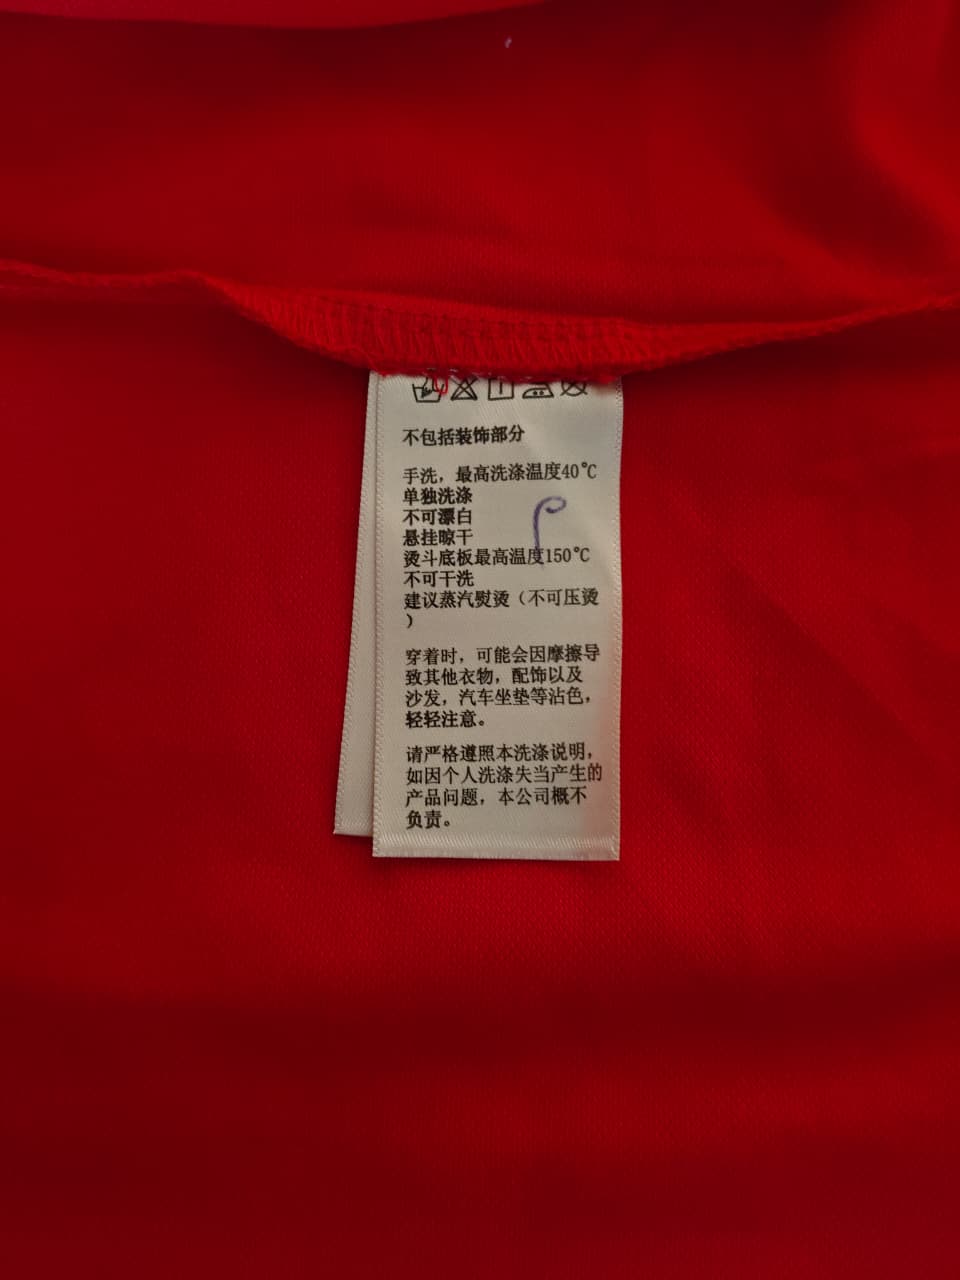 不包括装饰部分
手洗，最高洗涤温度40℃
单独洗涤
不可漂白
悬挂晾干
烫斗底板最高温度150℃
不可干洗
建议蒸汽熨烫（不可压烫
）
穿着时，可能会因摩擦导
致其他衣物，配饰以及
沙发，汽车坐垫等沾色，
轻轻注意。
请严格遵照本洗涤说明，
如因个人洗涤失当产生的
产品问题，本公司概不
负责。